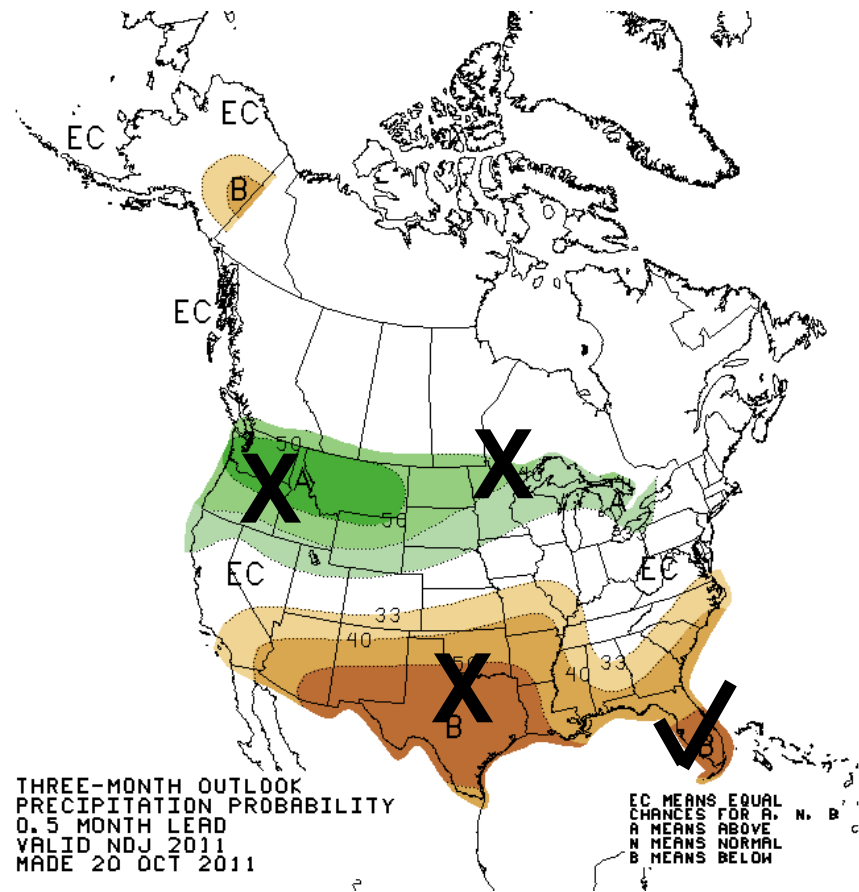 EC
EC
B
EC
50
X
X
A
A
50
EC
EC
33
40
33
40
X
B
B
THREE-MONTH OUTLOOK
PRECIPITATION PROBABILITY
0.5 MONTH LEAD
VALID NDJ 2011
MADE 20 OCT 2011
EC MEANS EQUAL
CHANCES FOR A, N, B
A MEANS ABOVE
N MEANS NORMAL
B MEANS BELOW